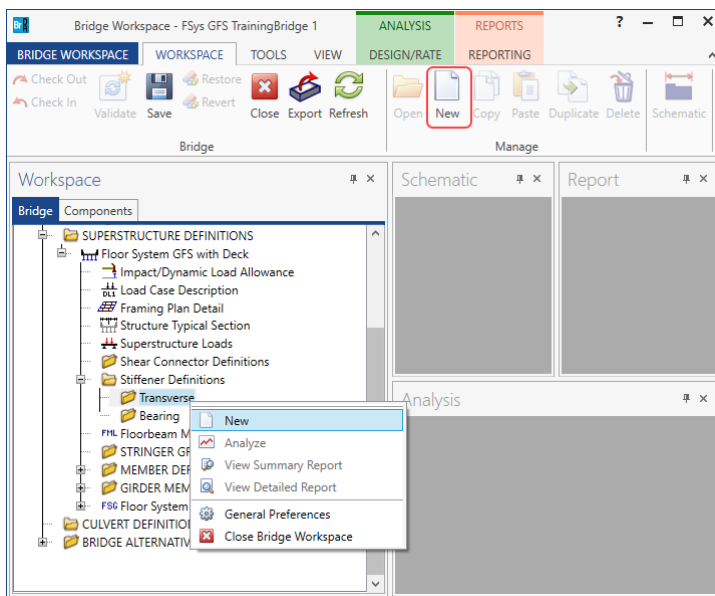 Br
Bridge Workspace - FSys GFS TrainingBridge 1
ANALYSIS
REPORTS
?
BRIDGE WORKSPACE
WORKSPACE
TOOLS
VIEW
DESIGN/RATE
REPORTING
Check Out
Check In
Validate
Save
Restore
Revert
Close
Export
Refresh
Open
New
Copy
Paste
Duplicate
Delete
Schematic
Bridge
Manage
Workspace
Schematic
Report
Bridge
Components
SUPERSTRUCTURE DEFINITIONS
Floor System GFS with Deck
Impact/Dynamic Load Allowance
DL1 Load Case Description
Framing Plan Detail
Structure Typical Section
Superstructure Loads
Shear Connector Definitions
Stiffener Definitions
Transverse
Bearing
FML Floorbeam M
STRINGER GF
MEMBER DEF
GIRDER MEM
FSG Floor System
CULVERT DEFINITIO
BRIDGE ALTERNATIV
New
Analyze
View Summary Report
View Detailed Report
General Preferences
Close Bridge Workspace
Analysis